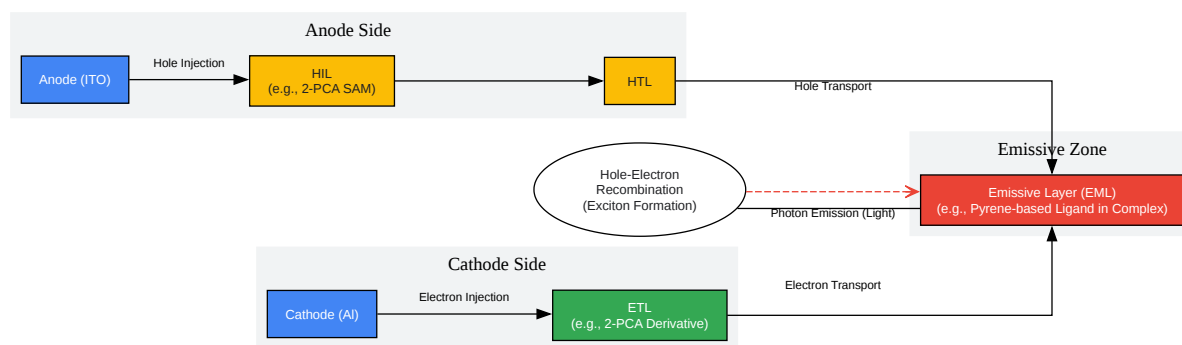 Anode Side
Anode (ITO)
Hole Injection
HIL
(e.g., 2-PCA SAM)
HTL
Hole Transport
Emissive Zone
Hole-Electron
Recombination
(Exciton Formation)
Photon Emission (Light)
Emissive Layer (EML)
(e.g., Pyrene-based Ligand in Complex)
Cathode Side
Cathode (Al)
Electron Injection
ETL
(e.g., 2-PCA Derivative)
Electron Transport